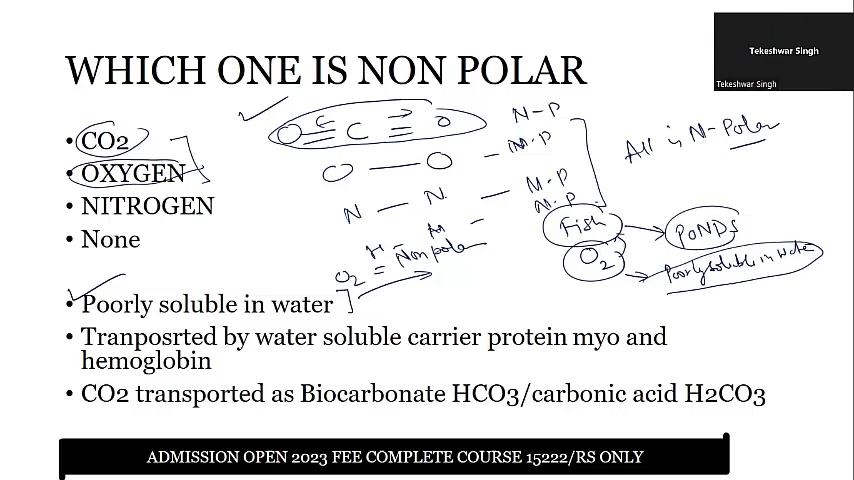 Tekeshwar Singh
Tekeshwar Singh
WHICH ONE IS NON POLAR
• CO2
• OXYGEN
• NITROGEN
• None
O C O N-P
O — O – N.P
N — N – N.P
N.P
H – H
O2 = Non polar
All is N-Polar
Fish → PONDS
O2 → Poorly soluble in water
• Poorly soluble in water
• Tranposrted by water soluble carrier protein myo and
hemoglobin
• CO2 transported as Biocarbonate HCO3/carbonic acid H2CO3
ADMISSION OPEN 2023 FEE COMPLETE COURSE 15222/RS ONLY